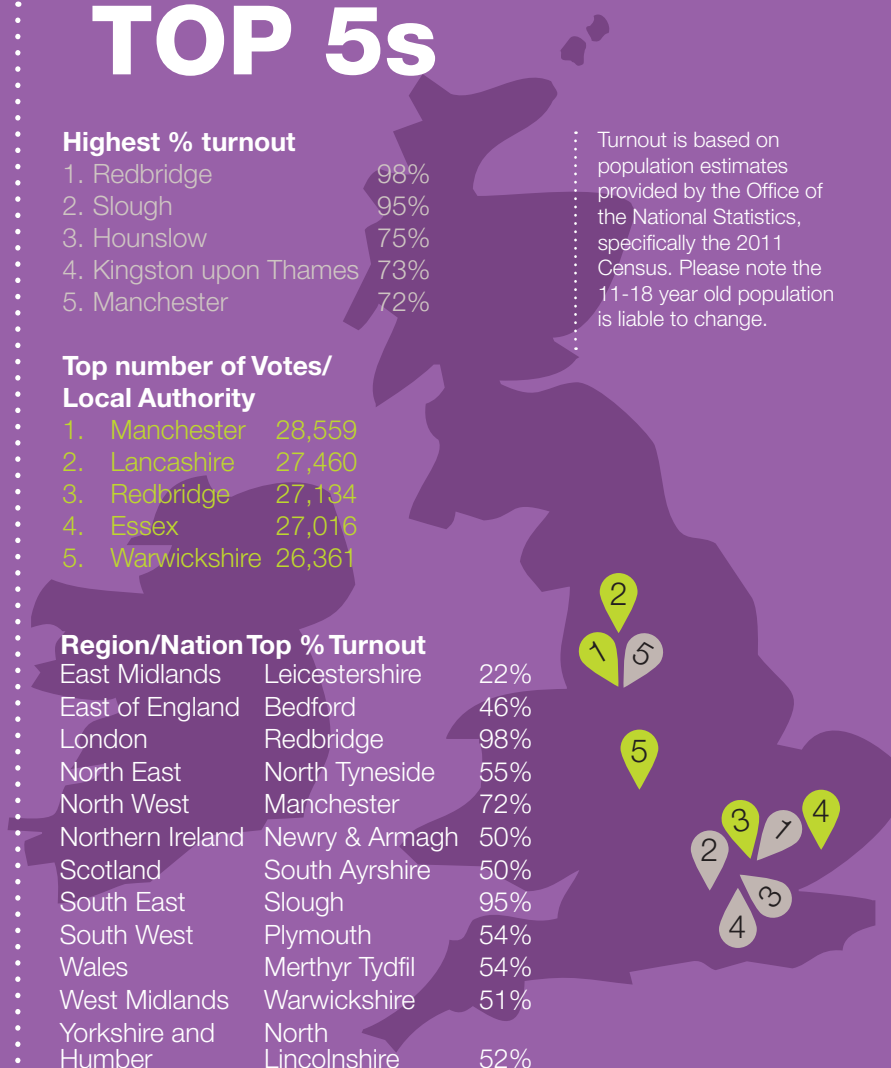 TOP 5s
Highest % turnout
1. Redbridge 98%
2. Slough 95%
3. Hounslow 75%
4. Kingston upon Thames 73%
5. Manchester 72%
Turnout is based on
population estimates
provided by the Office of
the National Statistics,
specifically the 2011
Census. Please note the
11-18 year old population
is liable to change.
Top number of Votes/
Local Authority
1. Manchester 28,559
2. Lancashire 27,460
3. Redbridge 27,134
4. Essex 27,016
5. Warwickshire 26,361
Region/Nation Top % Turnout
East Midlands Leicestershire 22%
East of England Bedford 46%
London Redbridge 98%
North East North Tyneside 55%
North West Manchester 72%
Northern Ireland Newry & Armagh 50%
Scotland South Ayrshire 50%
South East Slough 95%
South West Plymouth 54%
Wales Merthyr Tydfil 54%
West Midlands Warwickshire 51%
Yorkshire and North
Humber Lincolnshire 52%
2
1 5
5
3 1 4
2
3
4